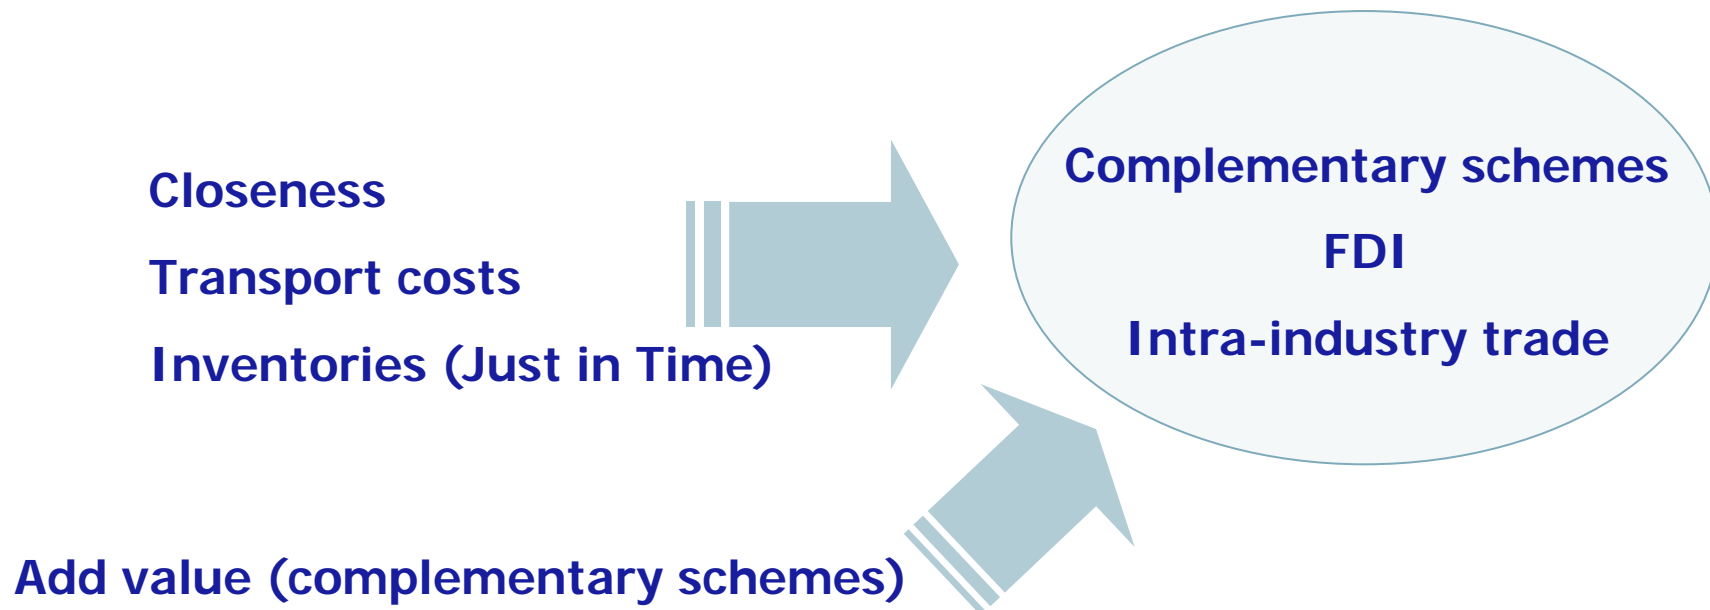 Closeness
Transport costs
Inventories (Just in Time)
Add value (complementary schemes)
Complementary schemes
FDI
Intra-industry trade